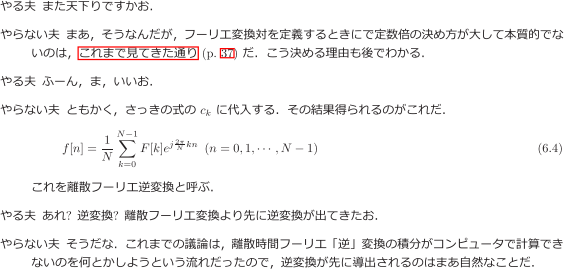 やる夫 また天下りですかお．
やらない夫 まあ，そうなんだが，フーリエ変換対を定義するときにで定数倍の決め方が大して本質的でな
いのは，これまで見てきた通り (p. 37) だ．こう決める理由も後でわかる．
やる夫 ふーん，ま，いいお．
やらない夫 ともかく，さっきの式の c_k に代入する．その結果得られるのがこれだ．
f[n] = \frac{1}{N} \sum_{k=0}^{N-1} F[k] e^{j\frac{2\pi}{N}kn} (n = 0, 1, ⋯, N − 1) (6.4)
これを離散フーリエ逆変換と呼ぶ．
やる夫 あれ? 逆変換? 離散フーリエ変換より先に逆変換が出てきたお．
やらない夫 そうだな．これまでの議論は，離散時間フーリエ「逆」変換の積分がコンピュータで計算でき
ないのを何とかしようという流れだったので，逆変換が先に導出されるのはまあ自然なことだ．